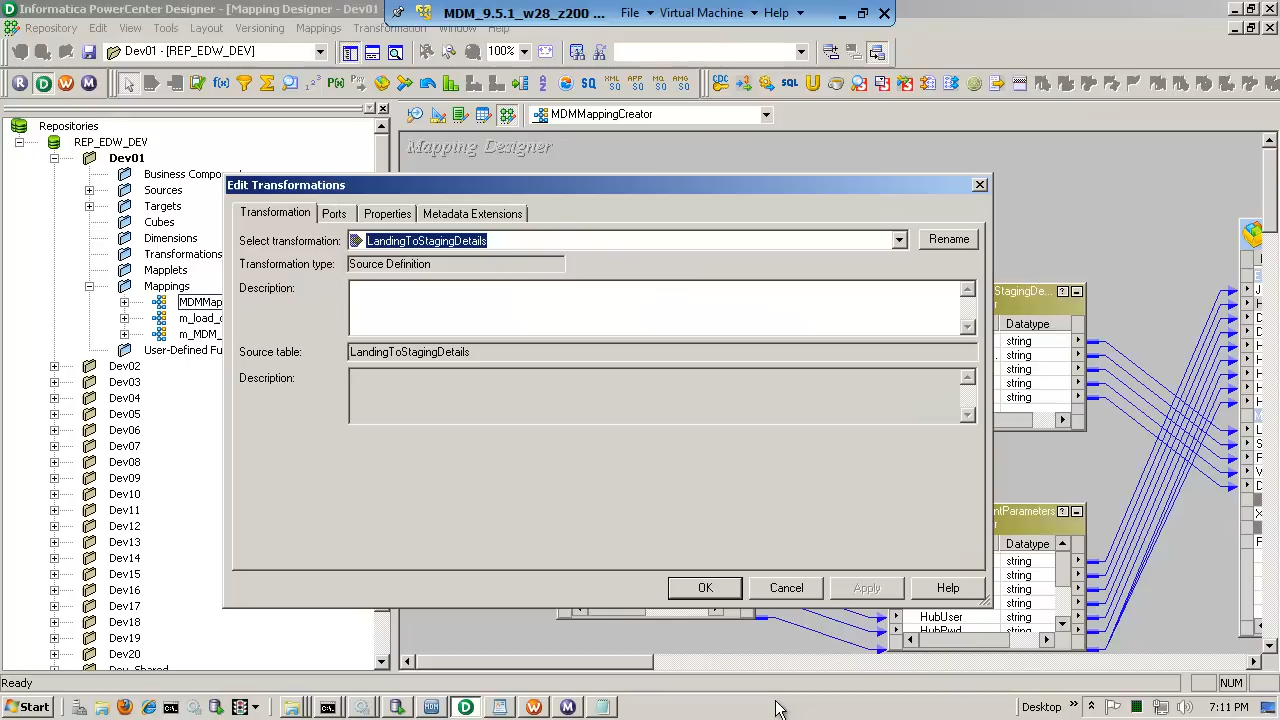 Informatica PowerCenter Designer - [Mapping Designer - Dev01
MDM_9.5.1_w28_z200 ...
File
Virtual Machine
Help
Repository Edit View Tools Layout Versioning Mappings Transformation Window Help
Dev01 - [REP_EDW_DEV]
100%
R D W M
SQ
SQL
MDMMappingCreator
Mapping Designer
Repositories
REP_EDW_DEV
Dev01
Business Compo
Sources
Targets
Cubes
Dimensions
Transformations
Mapplets
Mappings
MDMMap
m_load_
m_MDM_
User-Defined Fu
Dev02
Dev03
Dev04
Dev05
Dev06
Dev07
Dev08
Dev09
Dev10
Dev11
Dev12
Dev13
Dev14
Dev15
Dev16
Dev17
Dev18
Dev19
Dev20
Dev_Shared
Edit Transformations
Transformation Ports Properties Metadata Extensions
Select transformation: LandingToStagingDetails Rename
Transformation type: Source Definition
Description:
Source table: LandingToStagingDetails
Description:
OK Cancel Apply Help
StagingDe...
Datatype
string
string
string
string
string
ntParameters
Datatype
string
string
string
string
HubUser string
HubPwd string
Ready
NUM
Start
Desktop
7:11 PM